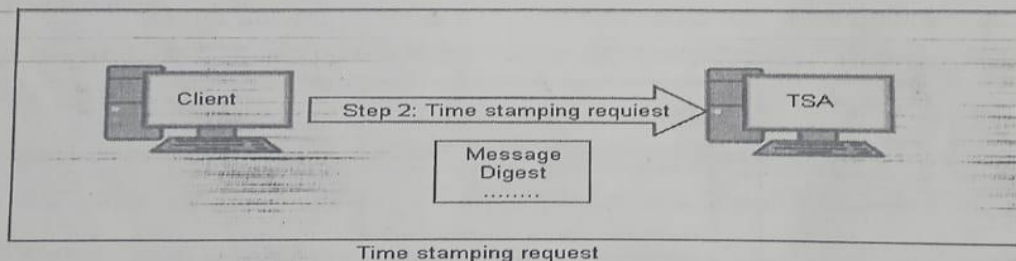 Client
Step 2: Time stamping requiest
TSA
Message
Digest
........
Time stamping request